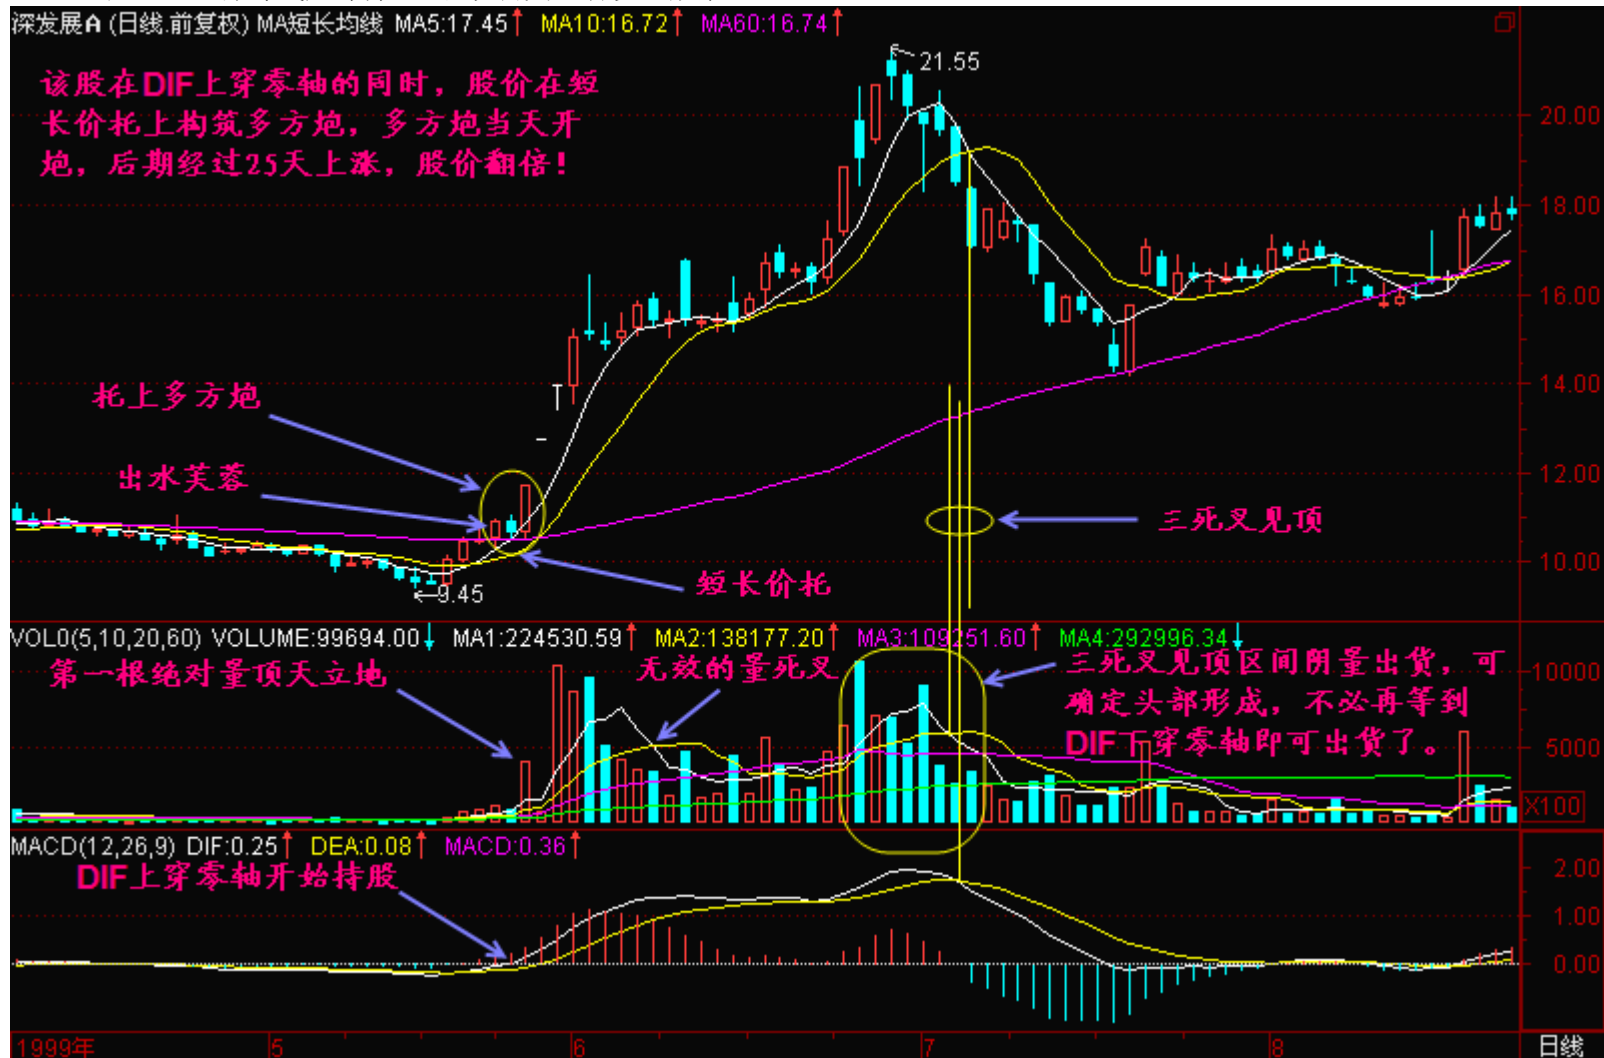 深发展A (日线.前复权) MA短长均线 MA5:17.45↑ MA10:16.72↑ MA60:16.74↑
21.55
该股在DIF上穿零轴的同时，股价在短
长价托上构筑多方炮，多方炮当天开
炮，后期经过25天上涨，股价翻倍！
20.00
18.00
16.00
14.00
托上多方炮
出水芙蓉
12.00
三死叉见顶
10.00
短长价托
9.45
VOL0(5,10,20,60) VOLUME:99694.00↓ MA1:224530.59↑ MA2:138177.20↑ MA3:109251.60↑ MA4:292996.34↓
第一根绝对量顶天立地
无效的量死叉
三死叉见顶区间阴量出货，可
确定头部形成，不必再等到
DIF下穿零轴即可出货了。
10000
5000
X100
MACD(12,26,9) DIF:0.25↑ DEA:0.08↑ MACD:0.36↑
DIF上穿零轴开始持股
2.00
1.00
0.00
1999年 5 6 7 8 日线